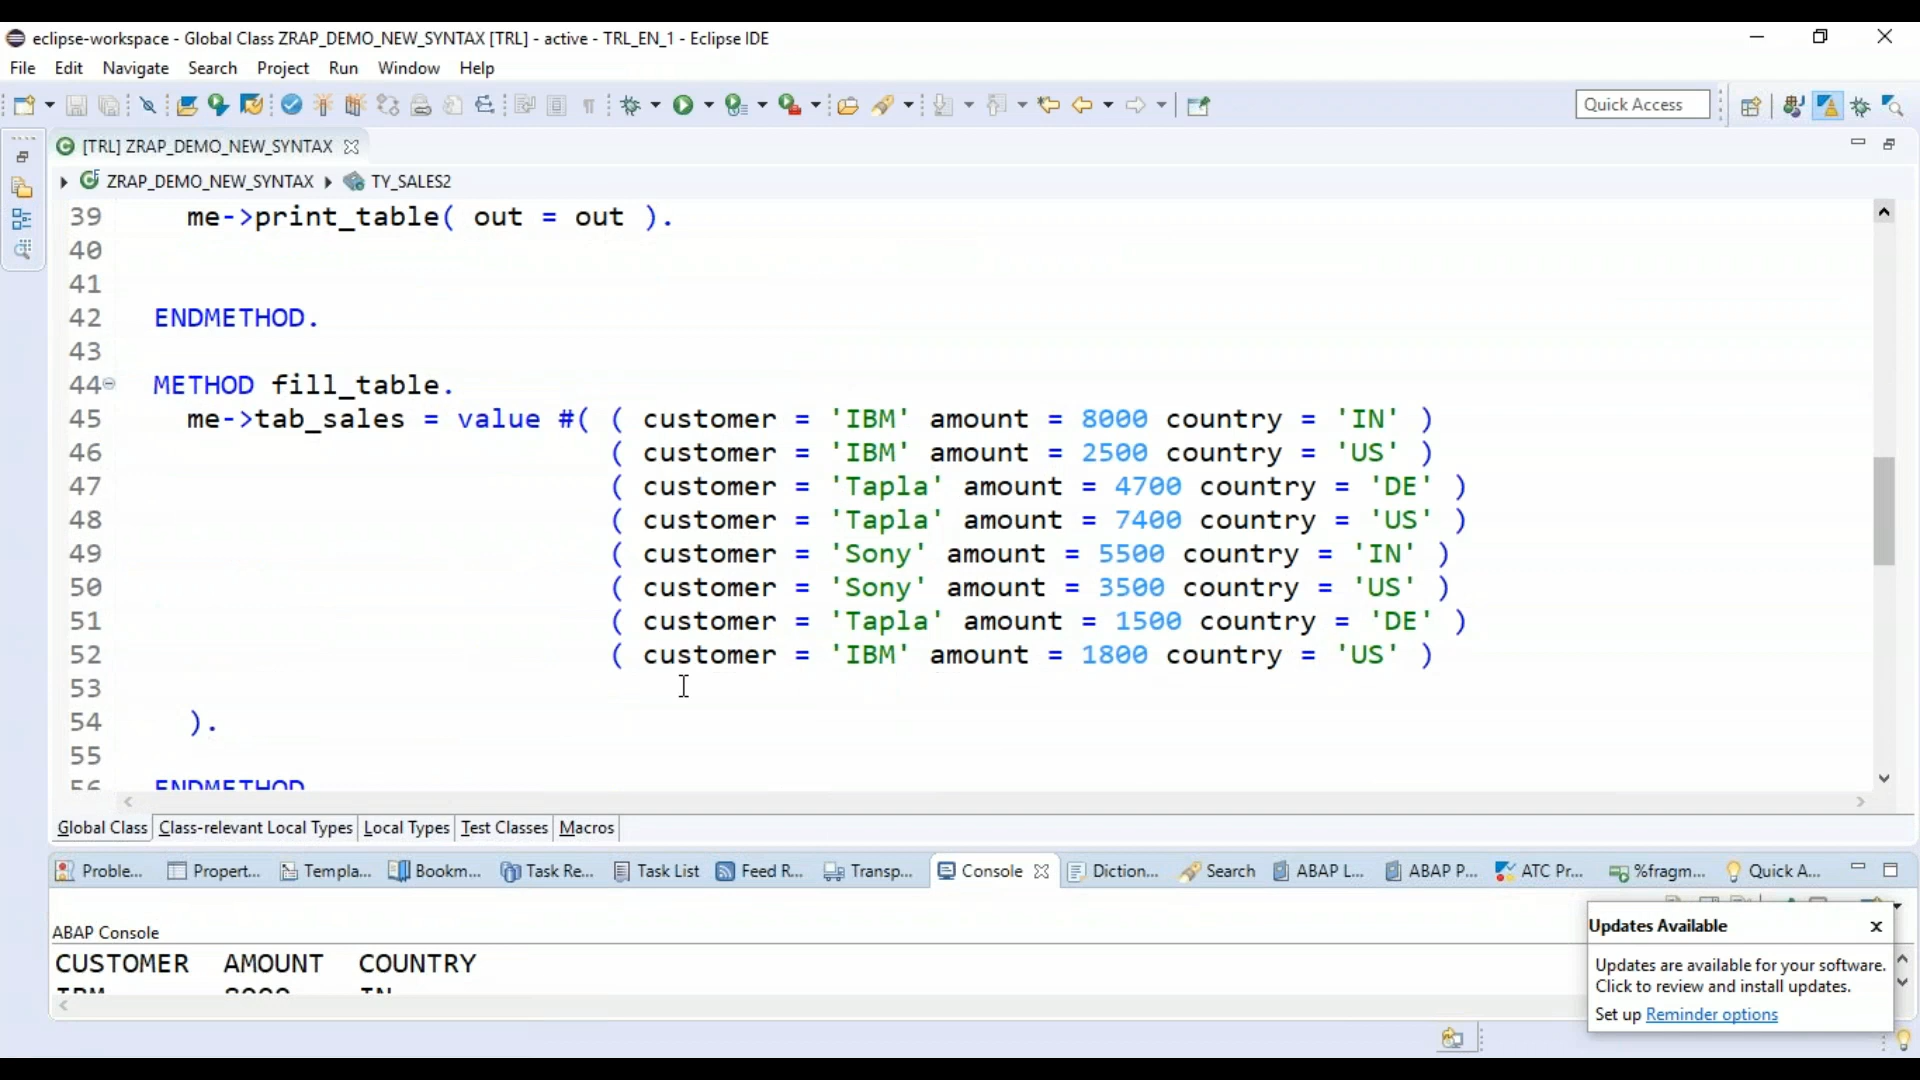 eclipse-workspace - Global Class ZRAP_DEMO_NEW_SYNTAX [TRL] - active - TRL_EN_1 - Eclipse IDE
File Edit Navigate Search Project Run Window Help
Quick Access
[TRL] ZRAP_DEMO_NEW_SYNTAX
ZRAP_DEMO_NEW_SYNTAX TY_SALES2
39 me->print_table( out = out ).
40
41
42 ENDMETHOD.
43
44 METHOD fill_table.
45 me->tab_sales = value #( ( customer = 'IBM' amount = 8000 country = 'IN' )
46 ( customer = 'IBM' amount = 2500 country = 'US' )
47 ( customer = 'Tapla' amount = 4700 country = 'DE' )
48 ( customer = 'Tapla' amount = 7400 country = 'US' )
49 ( customer = 'Sony' amount = 5500 country = 'IN' )
50 ( customer = 'Sony' amount = 3500 country = 'US' )
51 ( customer = 'Tapla' amount = 1500 country = 'DE' )
52 ( customer = 'IBM' amount = 1800 country = 'US' )
53
54 ).
55
56 ENDMETHOD
Global Class Class-relevant Local Types Local Types Test Classes Macros
Proble... Propert... Templa... Bookm... Task Re... Task List Feed R... Transp... Console Diction... Search ABAP L... ABAP P... ATC Pr... %fragm... Quick A...
ABAP Console
CUSTOMER AMOUNT COUNTRY
IBM 8000 IN
Updates Available
Updates are available for your software.
Click to review and install updates.
Set up Reminder options